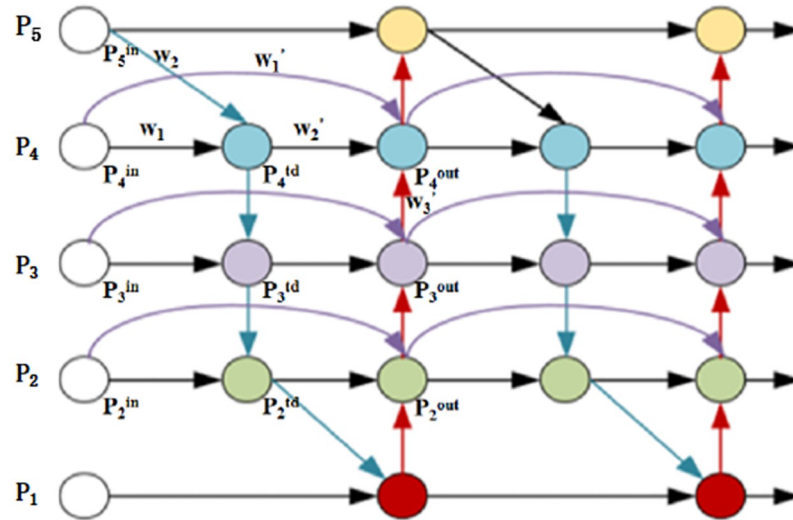 P₅
P₅ⁱⁿ w₂ w₁'
P₄ w₁ w₂'
P₄ⁱⁿ P₄ᵗᵈ P₄ᵒᵘᵗ
w₃'
P₃
P₃ⁱⁿ P₃ᵗᵈ P₃ᵒᵘᵗ
P₂
P₂ⁱⁿ P₂ᵗᵈ P₂ᵒᵘᵗ
P₁